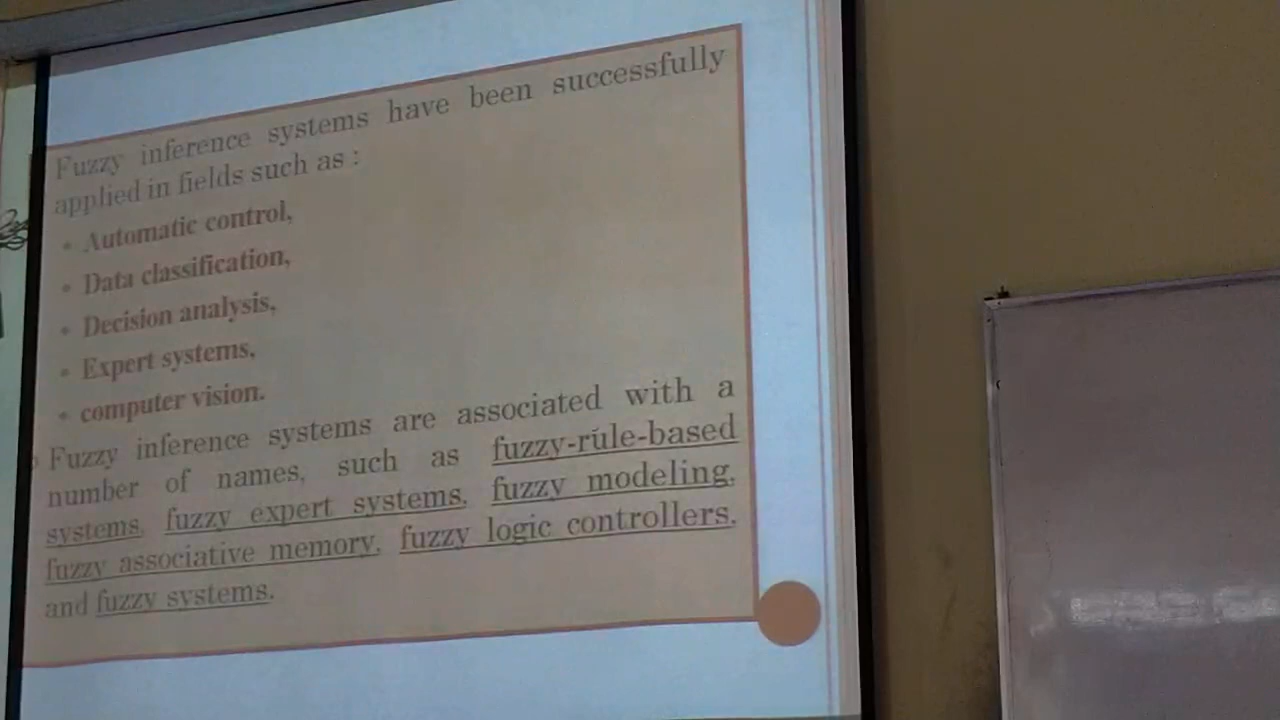 Fuzzy inference systems have been successfully
applied in fields such as :
• Automatic control,
• Data classification,
• Decision analysis,
• Expert systems,
• computer vision.
Fuzzy inference systems are associated with a
number of names, such as fuzzy-rule-based
systems, fuzzy expert systems, fuzzy modeling,
fuzzy associative memory, fuzzy logic controllers,
and fuzzy systems.